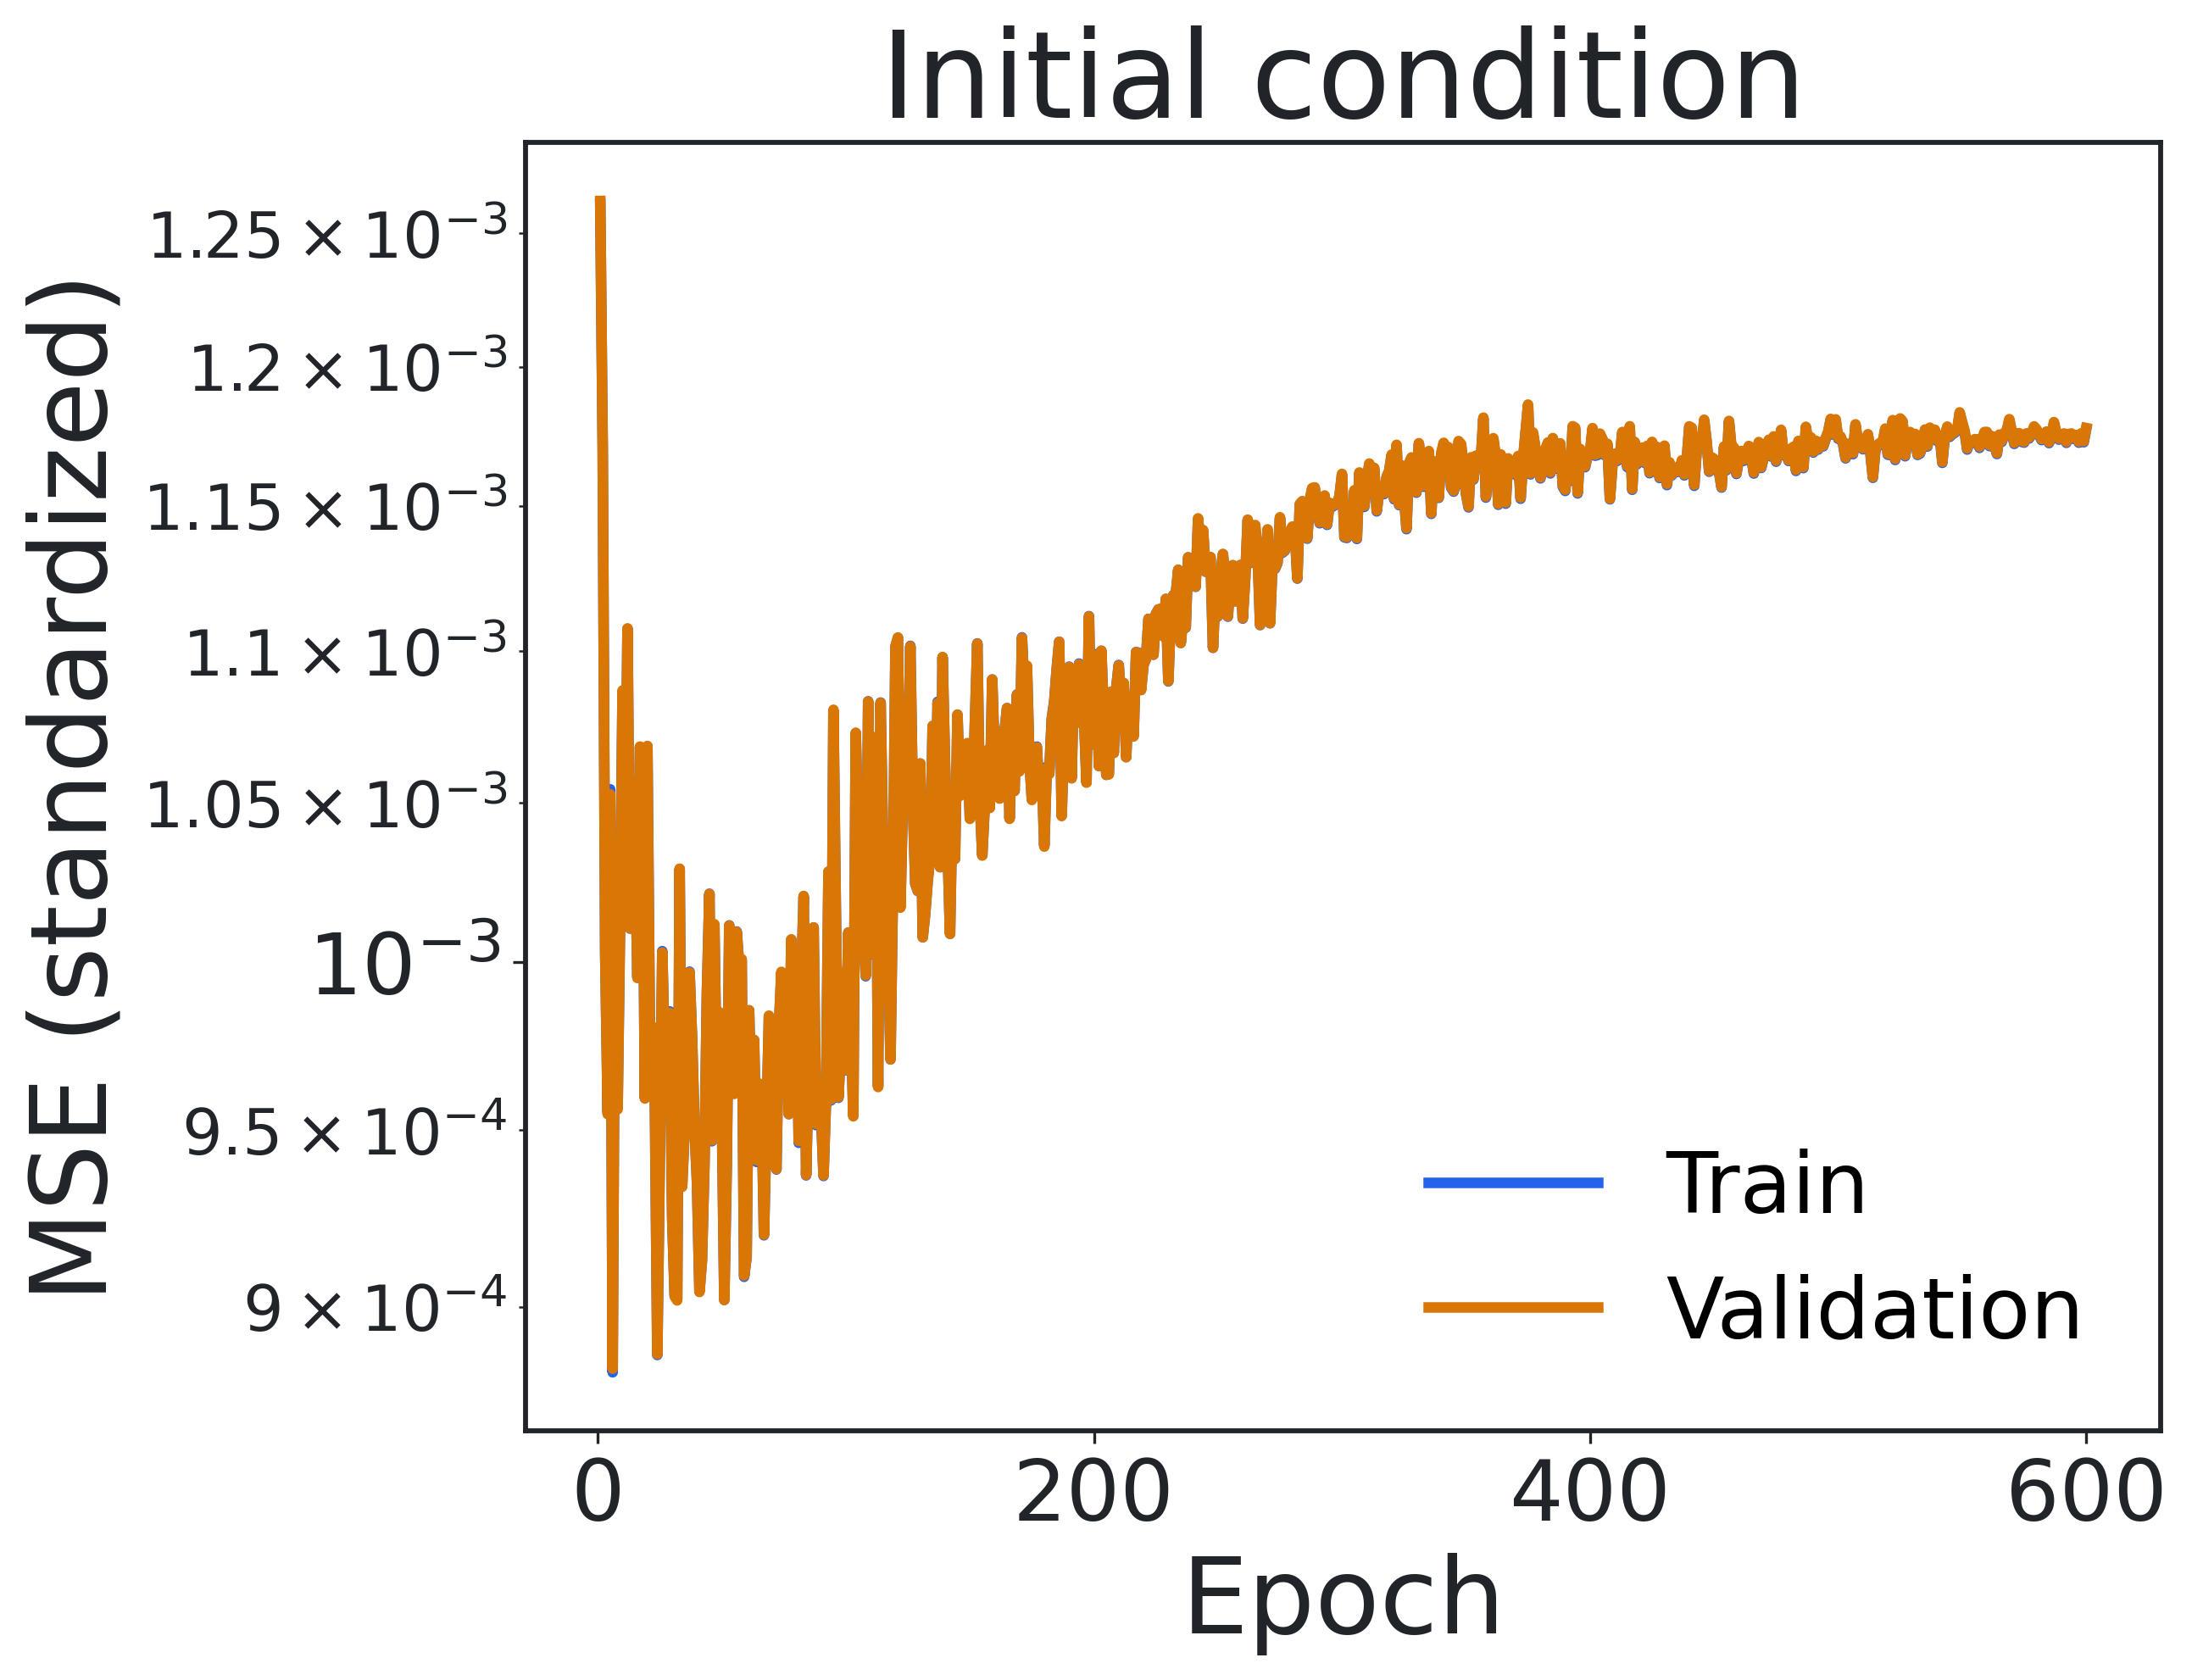 Initial condition
MSE (standardized)
1.25 × 10⁻³
1.2 × 10⁻³
1.15 × 10⁻³
1.1 × 10⁻³
1.05 × 10⁻³
10⁻³
9.5 × 10⁻⁴
9 × 10⁻⁴
Train
Validation
0 200 400 600
Epoch